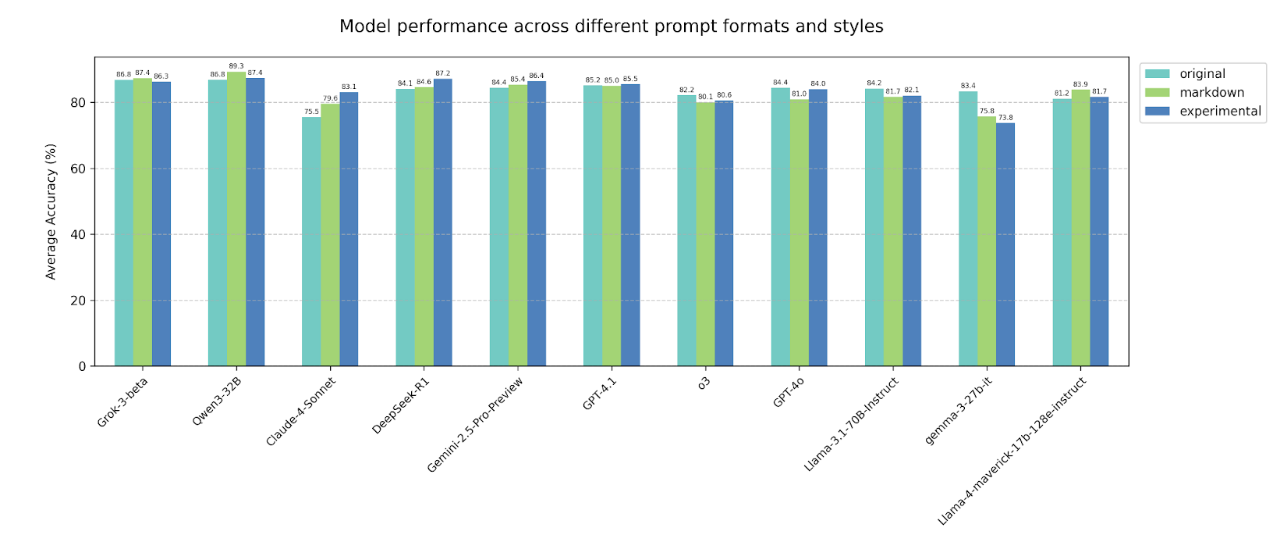 Model performance across different prompt formats and styles
original
markdown
experimental
Average Accuracy (%)
80
60
40
20
0
86.8 87.4 86.3
86.8 89.3 87.4
75.5 79.6 83.1
84.1 84.6 87.2
84.4 85.4 86.4
85.2 85.0 85.5
82.2 80.1 80.6
84.4 81.0 84.0
84.2 81.7 82.1
83.4 75.8 73.8
81.2 83.9 81.7
Grok-3-beta
Qwen3-32B
Claude-4-Sonnet
DeepSeek-R1
Gemini-2.5-Pro-Preview
GPT-4.1
o3
GPT-4o
Llama-3.1-70B-Instruct
gemma-3-27b-it
Llama-4-maverick-17b-128e-instruct